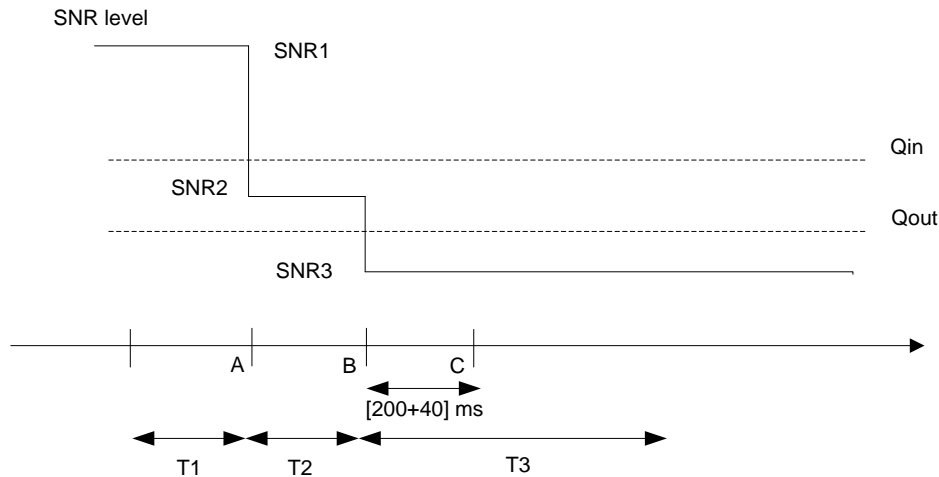 SNR level
SNR1
Qin
SNR2
Qout
SNR3
A
B
C
[200+40] ms
T1
T2
T3